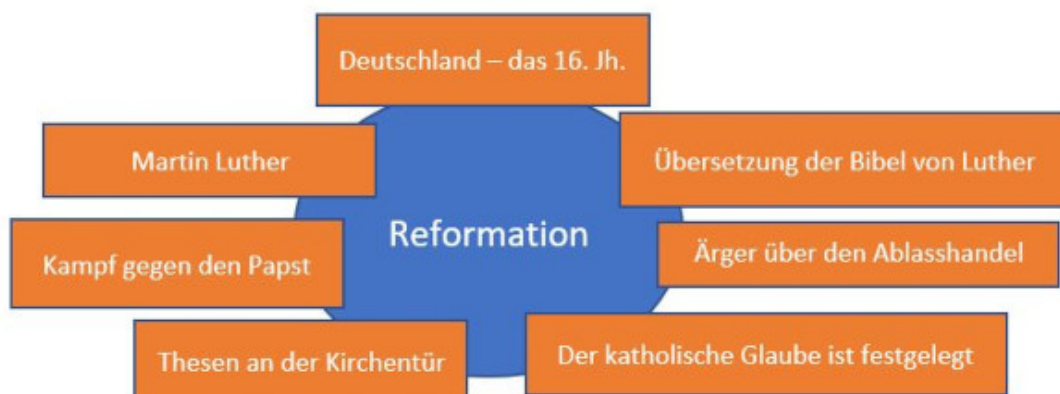 Deutschland – das 16. Jh.
Martin Luther
Übersetzung der Bibel von Luther
Reformation
Kampf gegen den Papst
Ärger über den Ablasshandel
Thesen an der Kirchentür
Der katholische Glaube ist festgelegt